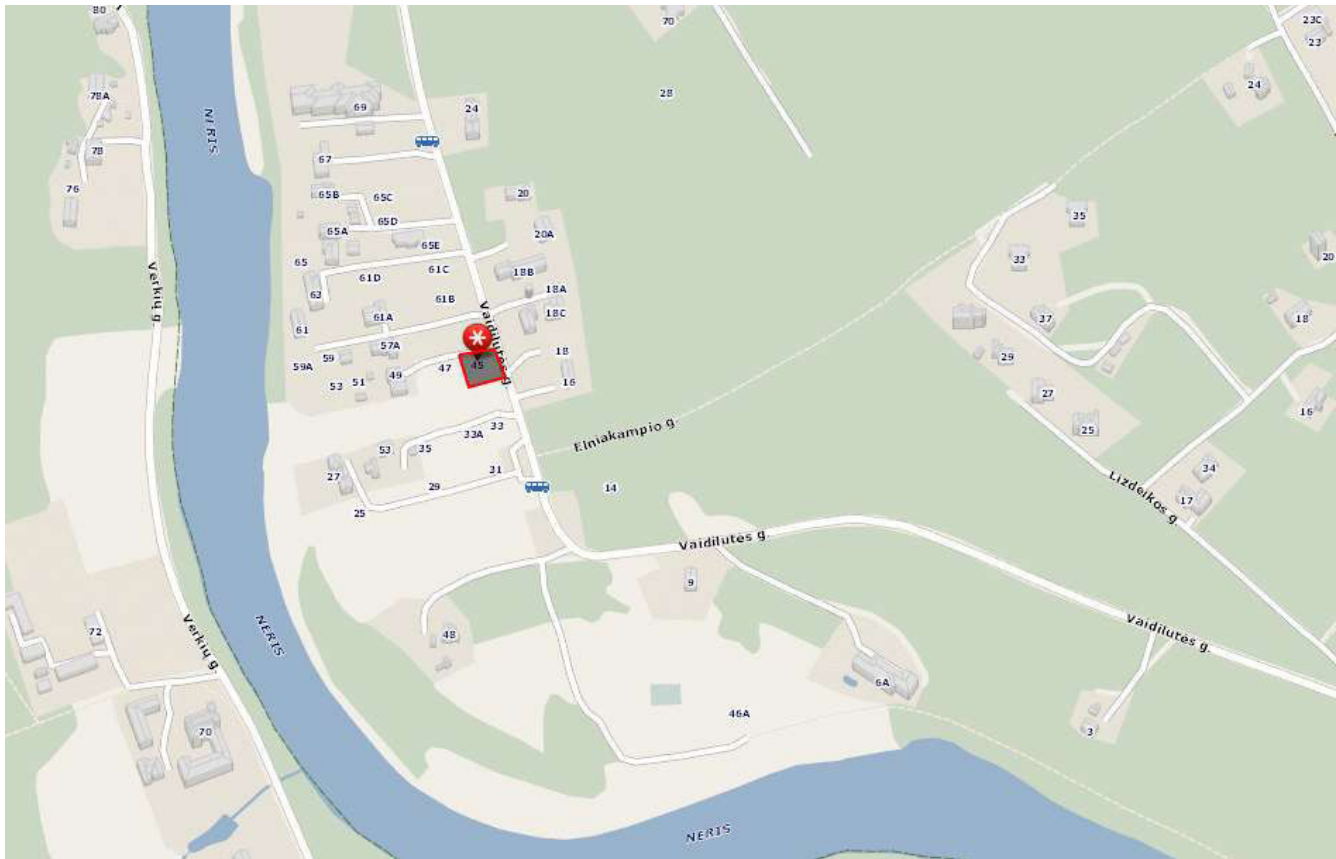 80
70
23C
23
78A
28
24
69
24
NERIS
78
67
76
65B
65C
20
35
65D
65A
20A
65E
33
20
65
61C
18B
61D
18A
63
61B
18C
37
18
Verkių g.
Vaidilutės g.
61
61A
57A
18
29
59
45
59A
47
49
16
53
51
27
16
33
25
33A
Elniakampio g.
53
35
31
34
27
29
14
Lizdeikos g.
17
25
Vaidilutės g.
9
NERIS
72
Verkių g.
48
Vaidilutės g.
6A
46A
70
3
NERIS